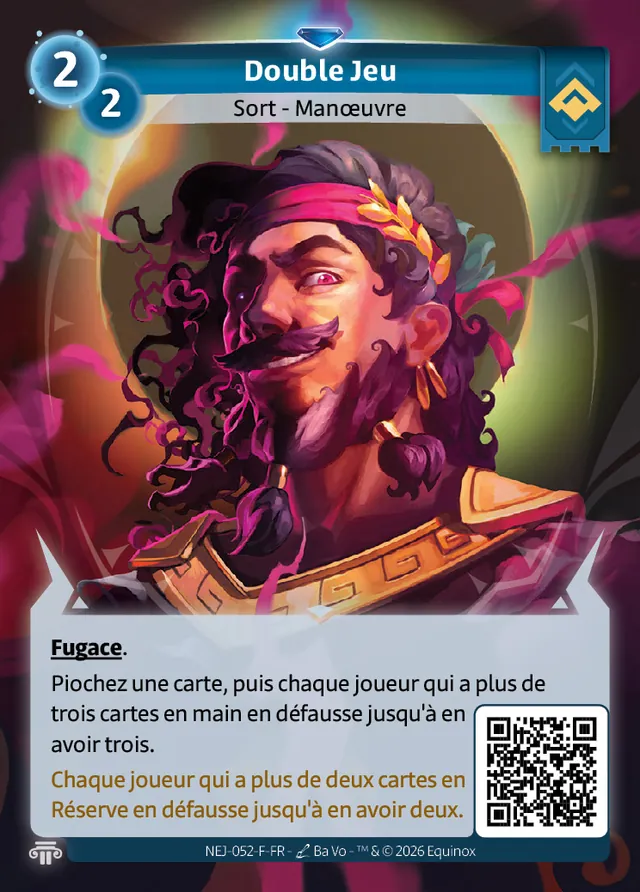 2
2
Double Jeu
Sort - Manœuvre
Fugace.
Piochez une carte, puis chaque joueur qui a plus de
trois cartes en main en défausse jusqu'à en
avoir trois.
Chaque joueur qui a plus de deux cartes en
Réserve en défausse jusqu'à en avoir deux.
NEJ-052-F-FR - Ba Vo - ™ & © 2026 Equinox